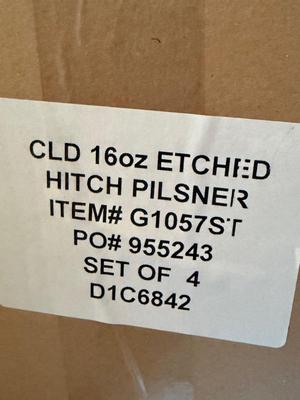 CLD 16oz ETCHED
HITCH PILSNER
ITEM# G1057ST
PO# 955243
SET OF 4
D1C6842